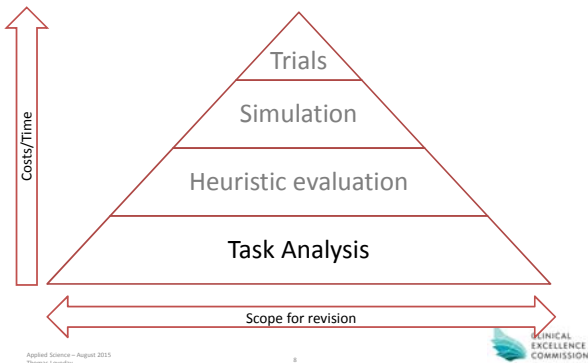 Trials
Simulation
Heuristic evaluation
Task Analysis
Costs/Time
Scope for revision
Applied Science – August 2015
Thomas
8
CLINICAL
EXCELLENCE
COMMISSION